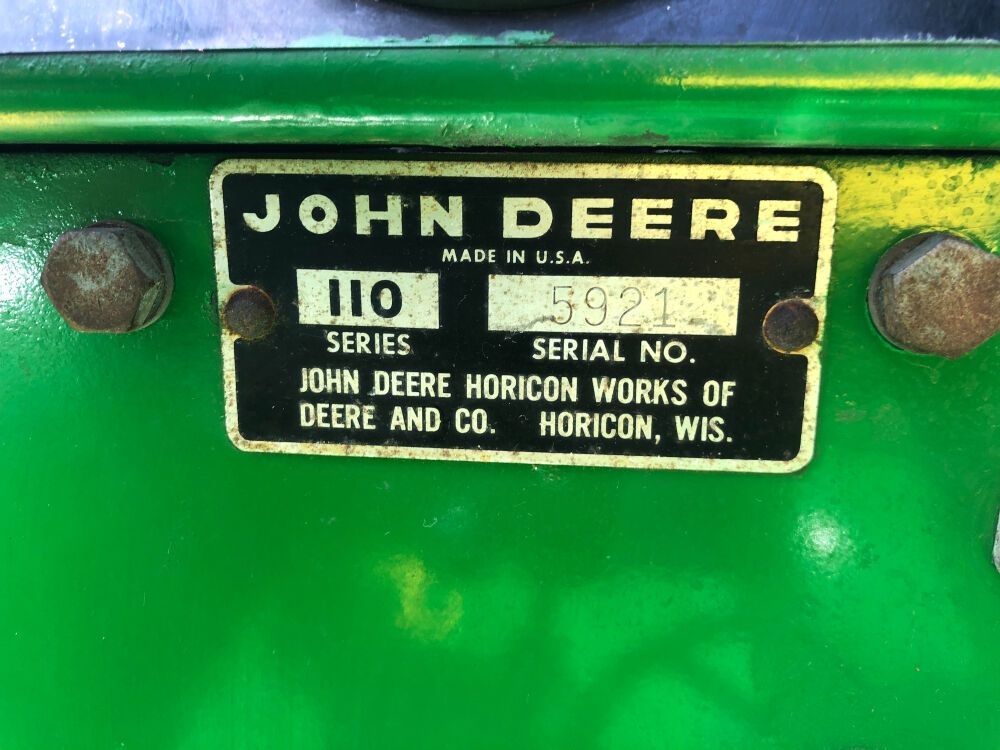 JOHN DEERE
MADE IN U.S.A.
110 5921
SERIES SERIAL NO.
JOHN DEERE HORICON WORKS OF
DEERE AND CO. HORICON, WIS.